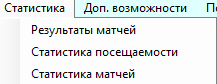 Статистика Доп. возможности
Результаты матчей
Статистика посещаемости
Статистика матчей